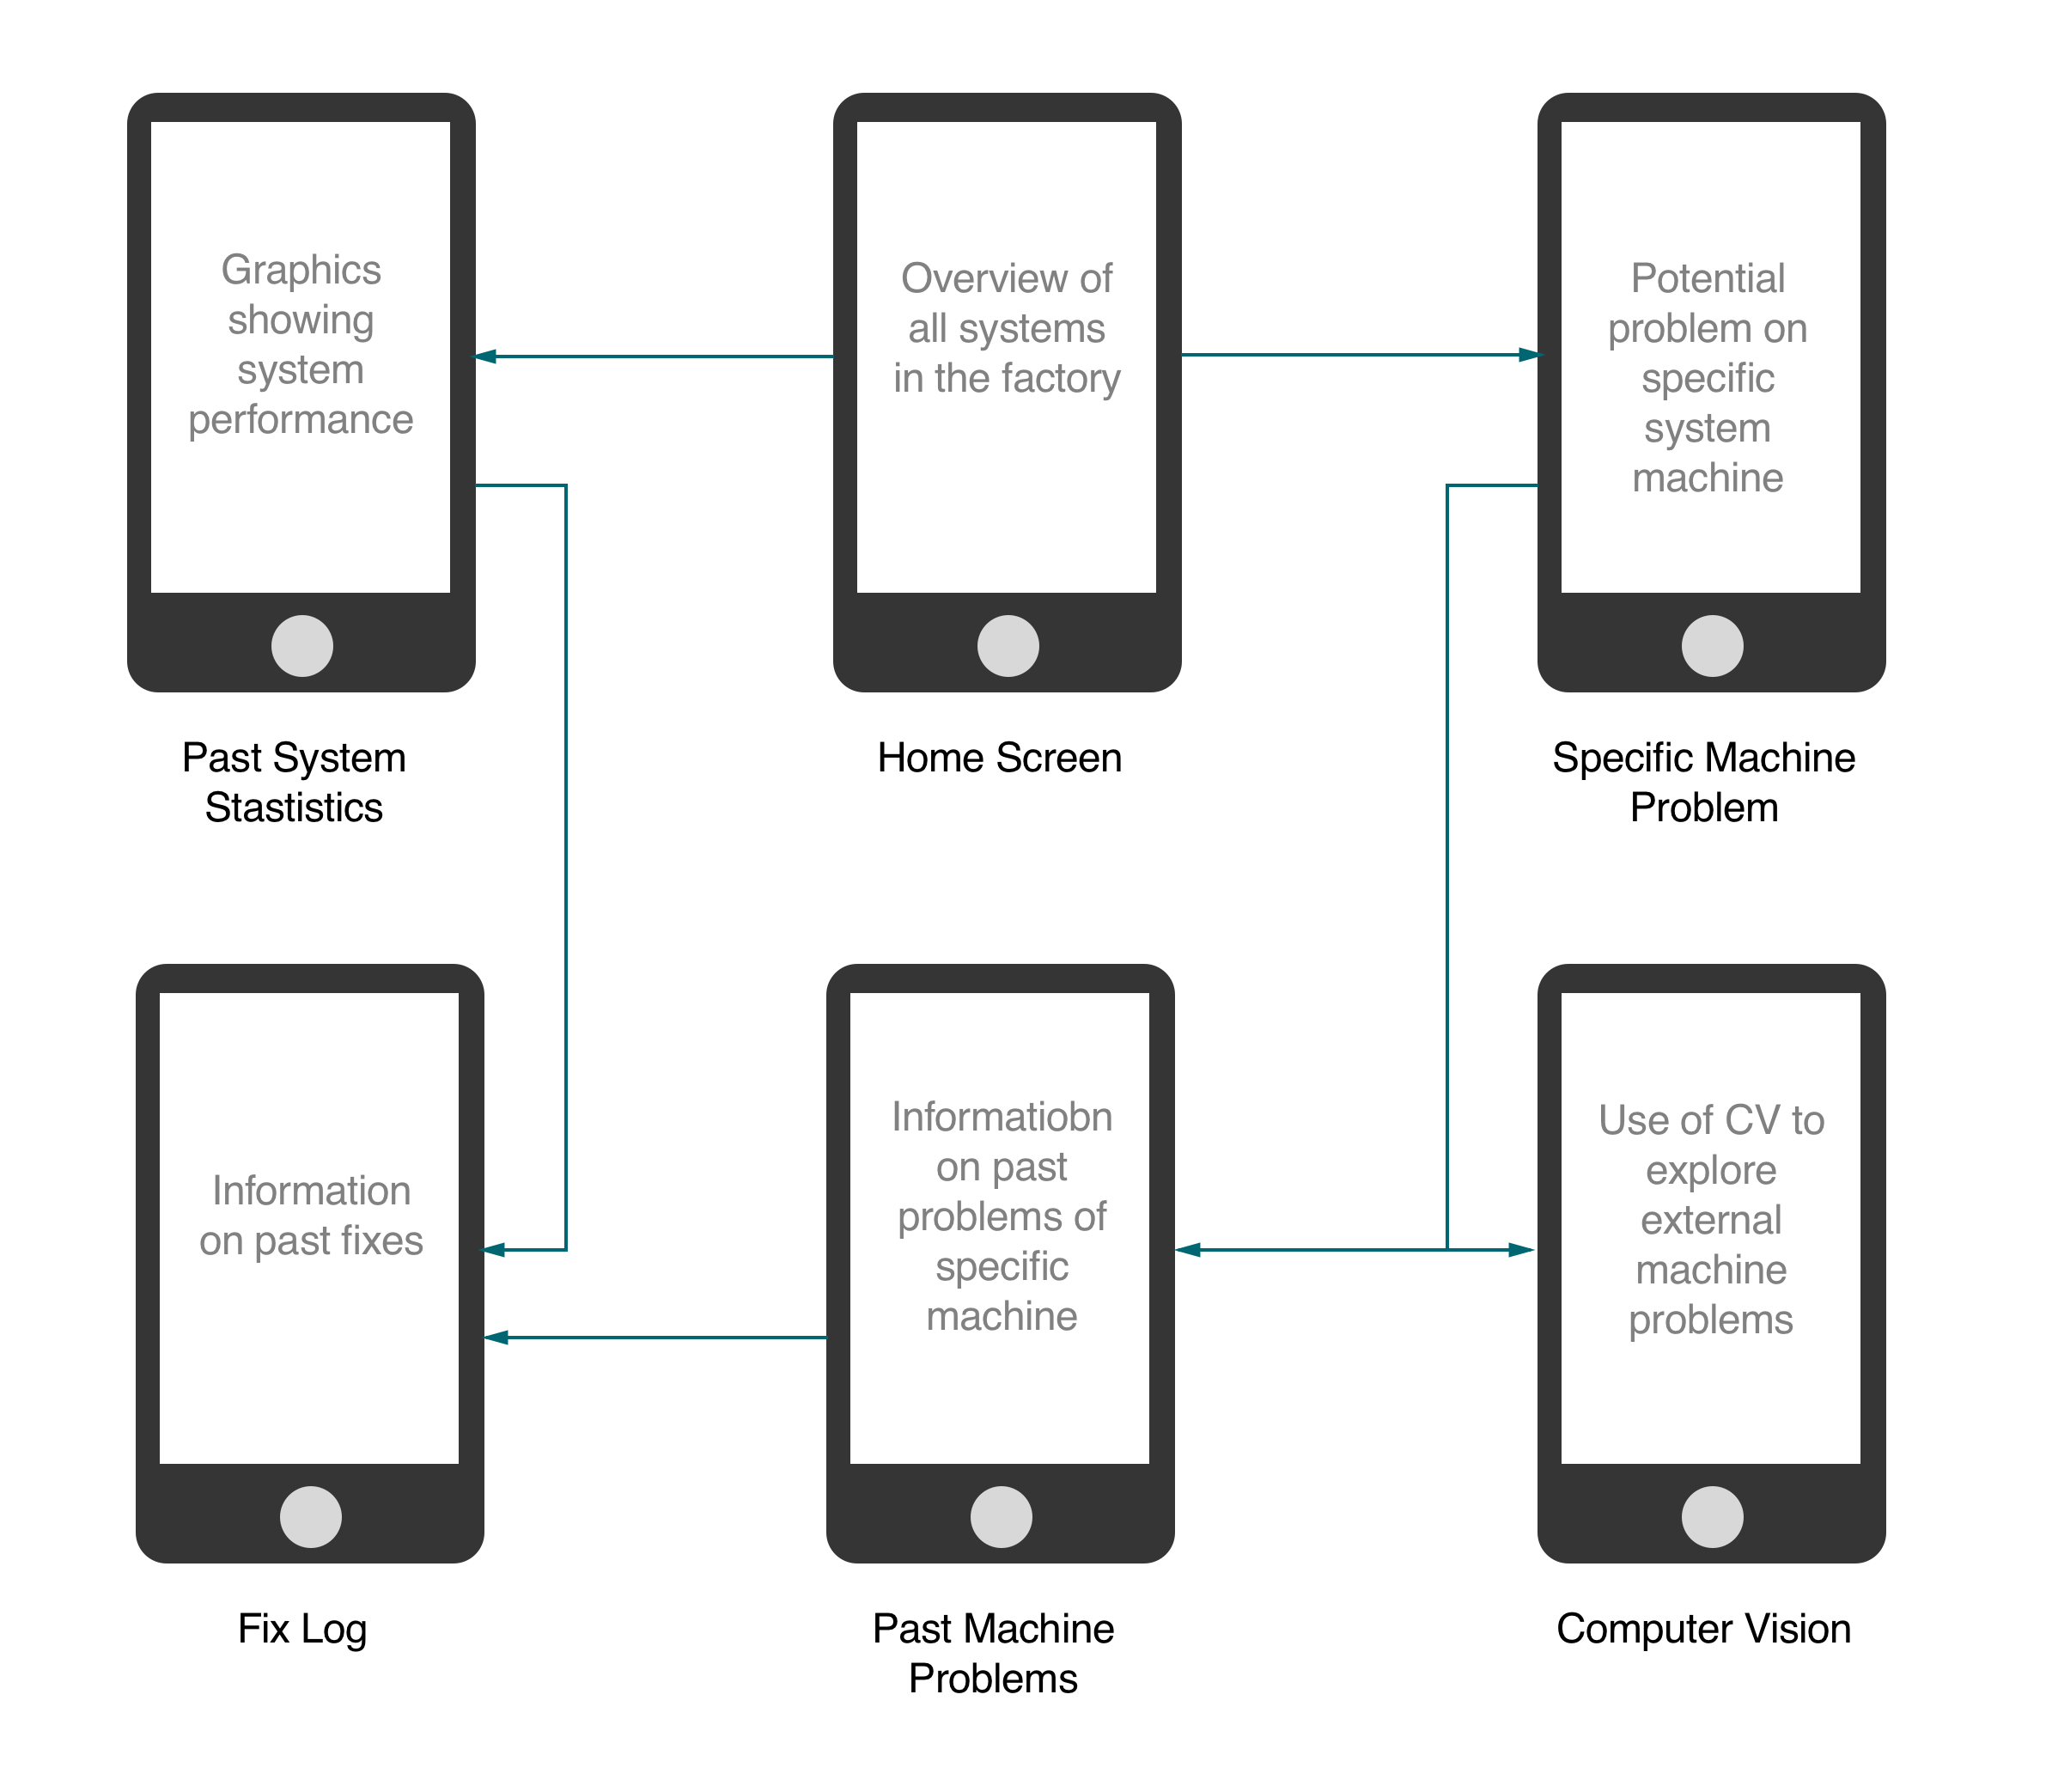 Graphics
showing
system
performance
Past System
Stastistics
Overview of
all systems
in the factory
Home Screen
Potential
problem on
specific
system
machine
Specific Machine
Problem
Information
on past fixes
Fix Log
Informatiobn
on past
problems of
specific
machine
Past Machine
Problems
Use of CV to
explore
external
machine
problems
Computer Vision